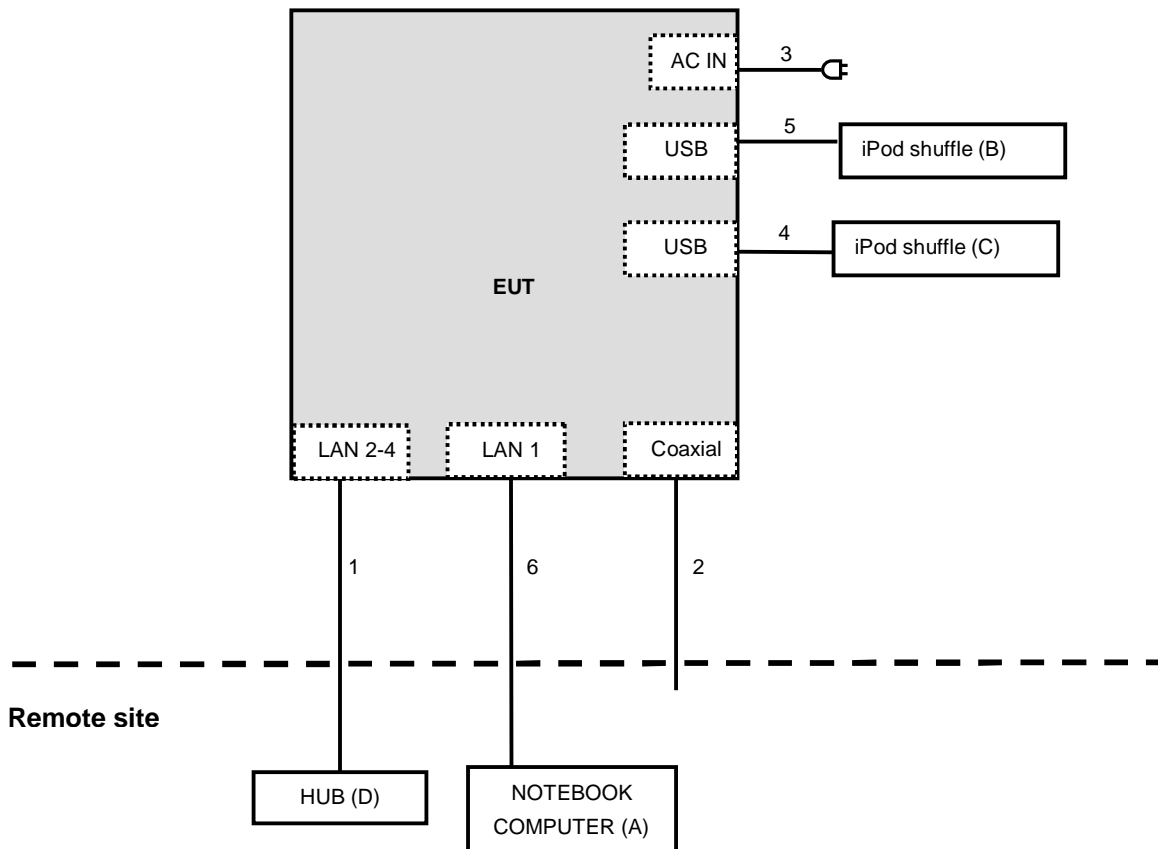 AC IN
3
USB
5
iPod shuffle (B)
USB
4
iPod shuffle (C)
EUT
LAN 2-4
LAN 1
Coaxial
1
6
2
Remote site
HUB (D)
NOTEBOOK
COMPUTER (A)